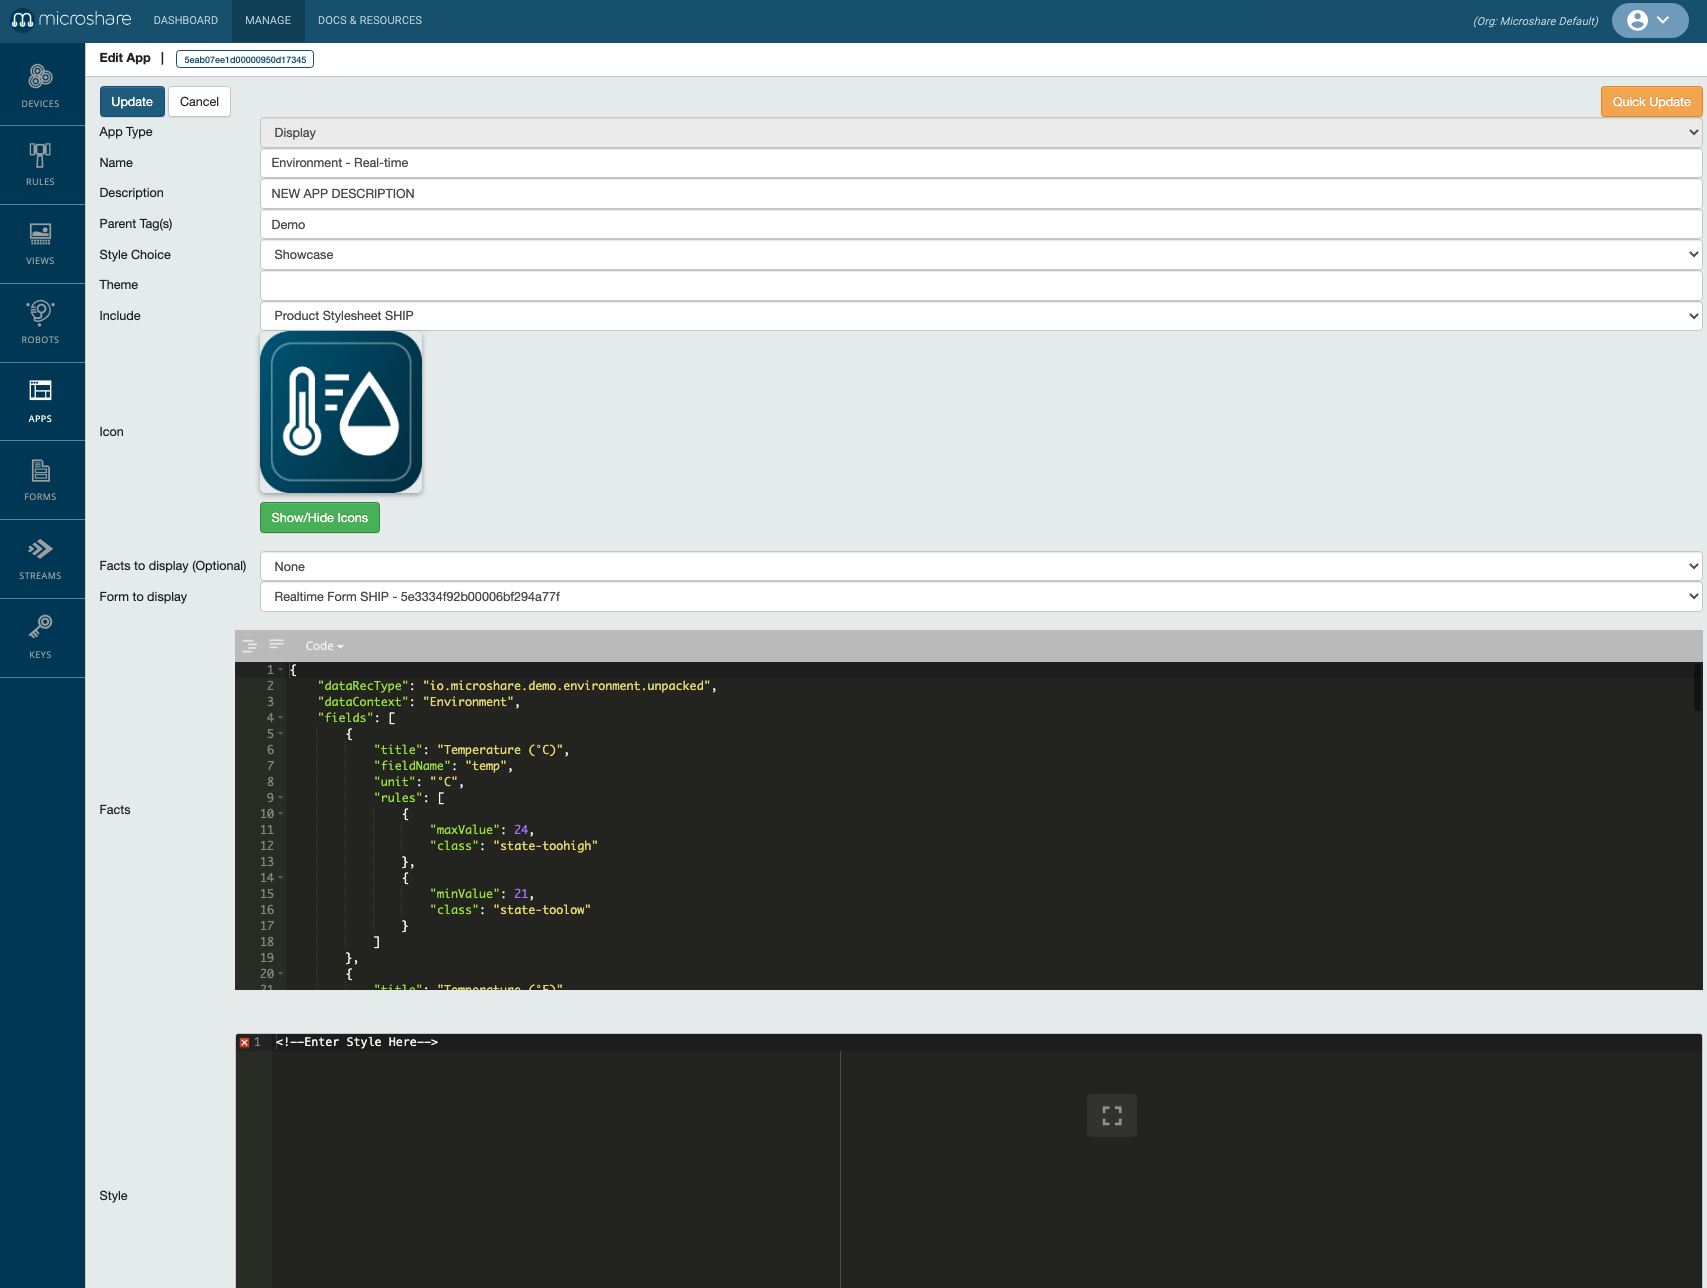 microshare DASHBOARD MANAGE DOCS & RESOURCES (Org: Microshare Default)
Edit App | 5eab07ee1d00000950d17345
Update Cancel Quick Update
DEVICES
RULES
VIEWS
ROBOTS
APPS
FORMS
STREAMS
KEYS
App Type Display
Name Environment - Real-time
Description NEW APP DESCRIPTION
Parent Tag(s) Demo
Style Choice Showcase
Theme
Include Product Stylesheet SHIP
Icon
Show/Hide Icons
Facts to display (Optional) None
Form to display Realtime Form SHIP - 5e3334f92b00006bf294a77f
Code
Facts
1 {
2 "dataRecType": "io.microshare.demo.environment.unpacked",
3 "dataContext": "Environment",
4 "fields": [
5 {
6 "title": "Temperature (°C)",
7 "fieldName": "temp",
8 "unit": "°C",
9 "rules": [
10 {
11 "maxValue": 24,
12 "class": "state-toohigh"
13 },
14 {
15 "minValue": 21,
16 "class": "state-toolow"
17 }
18 ]
19 },
20 {
21 "title": "Temperature (°F)"
Style
1 <!--Enter Style Here-->